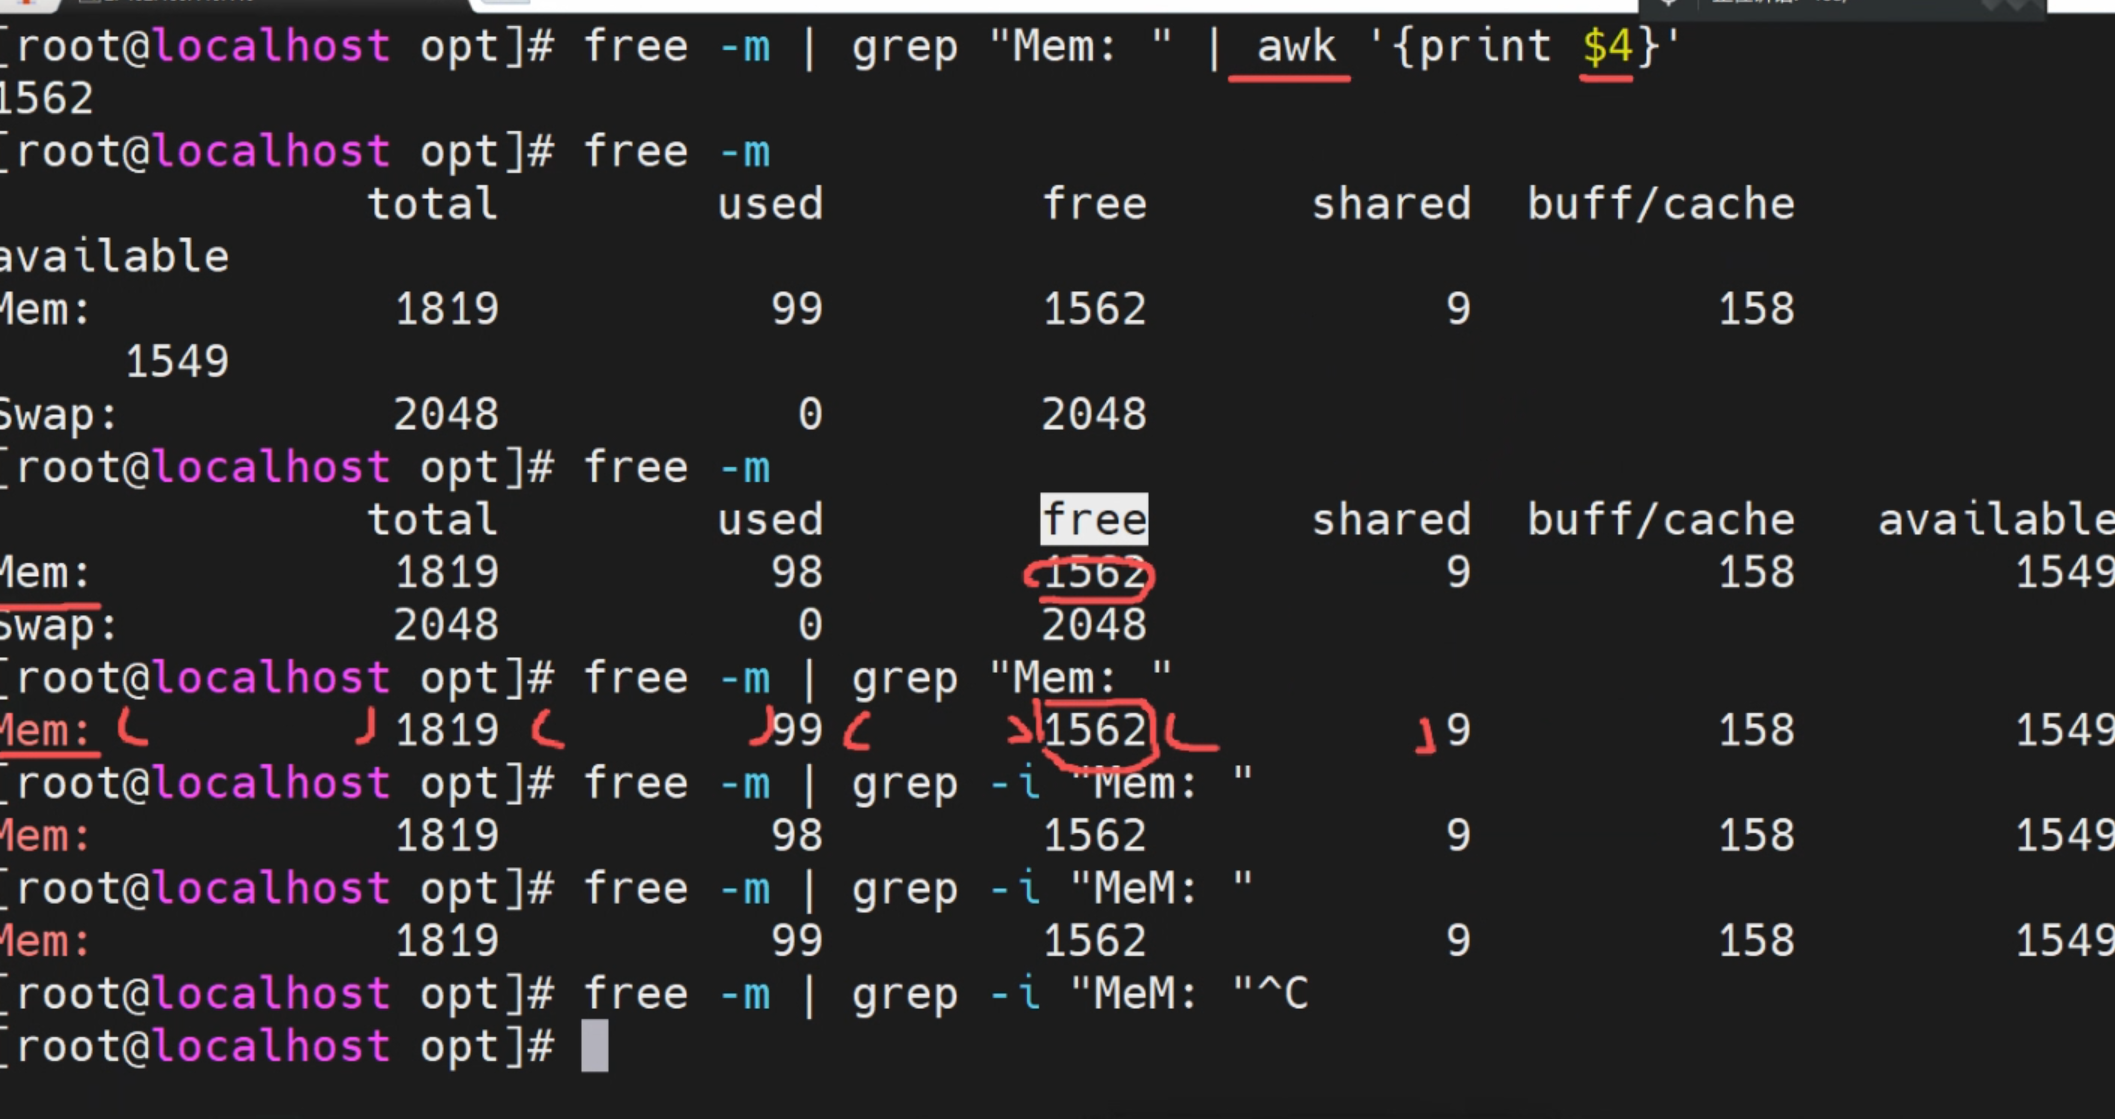 [root@localhost opt]# free -m | grep "Mem: " | awk '{print $4}'
1562
[root@localhost opt]# free -m
total used free shared buff/cache
available
Mem: 1819 99 1562 9 158
1549
Swap: 2048 0 2048
[root@localhost opt]# free -m
total used free shared buff/cache available
Mem: 1819 98 1562 9 158 1549
Swap: 2048 0 2048
[root@localhost opt]# free -m | grep "Mem: "
Mem: 1819 99 1562 9 158 1549
[root@localhost opt]# free -m | grep -i "Mem: "
Mem: 1819 98 1562 9 158 1549
[root@localhost opt]# free -m | grep -i "MeM: "
Mem: 1819 99 1562 9 158 1549
[root@localhost opt]# free -m | grep -i "MeM: "^C
[root@localhost opt]#